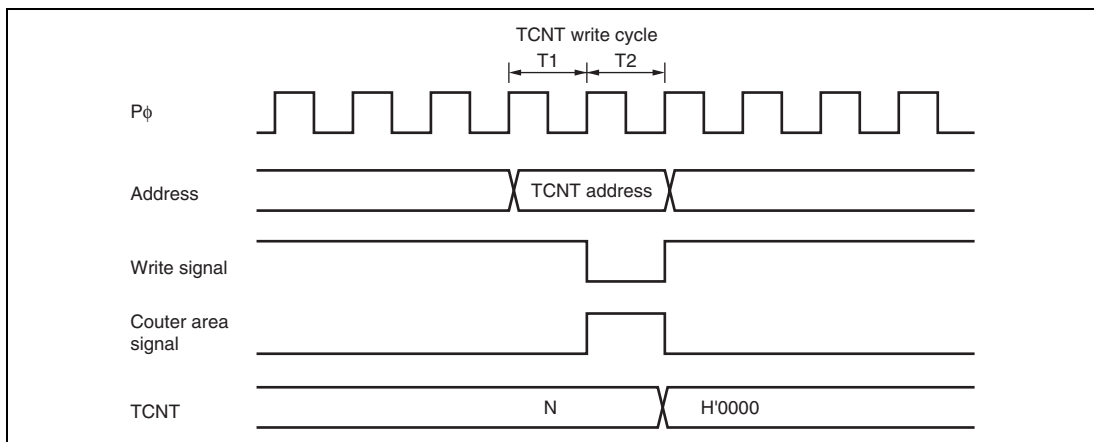 TCNT write cycle
T1 T2
Pϕ
Address
TCNT address
Write signal
Couter area
signal
TCNT
N
H'0000